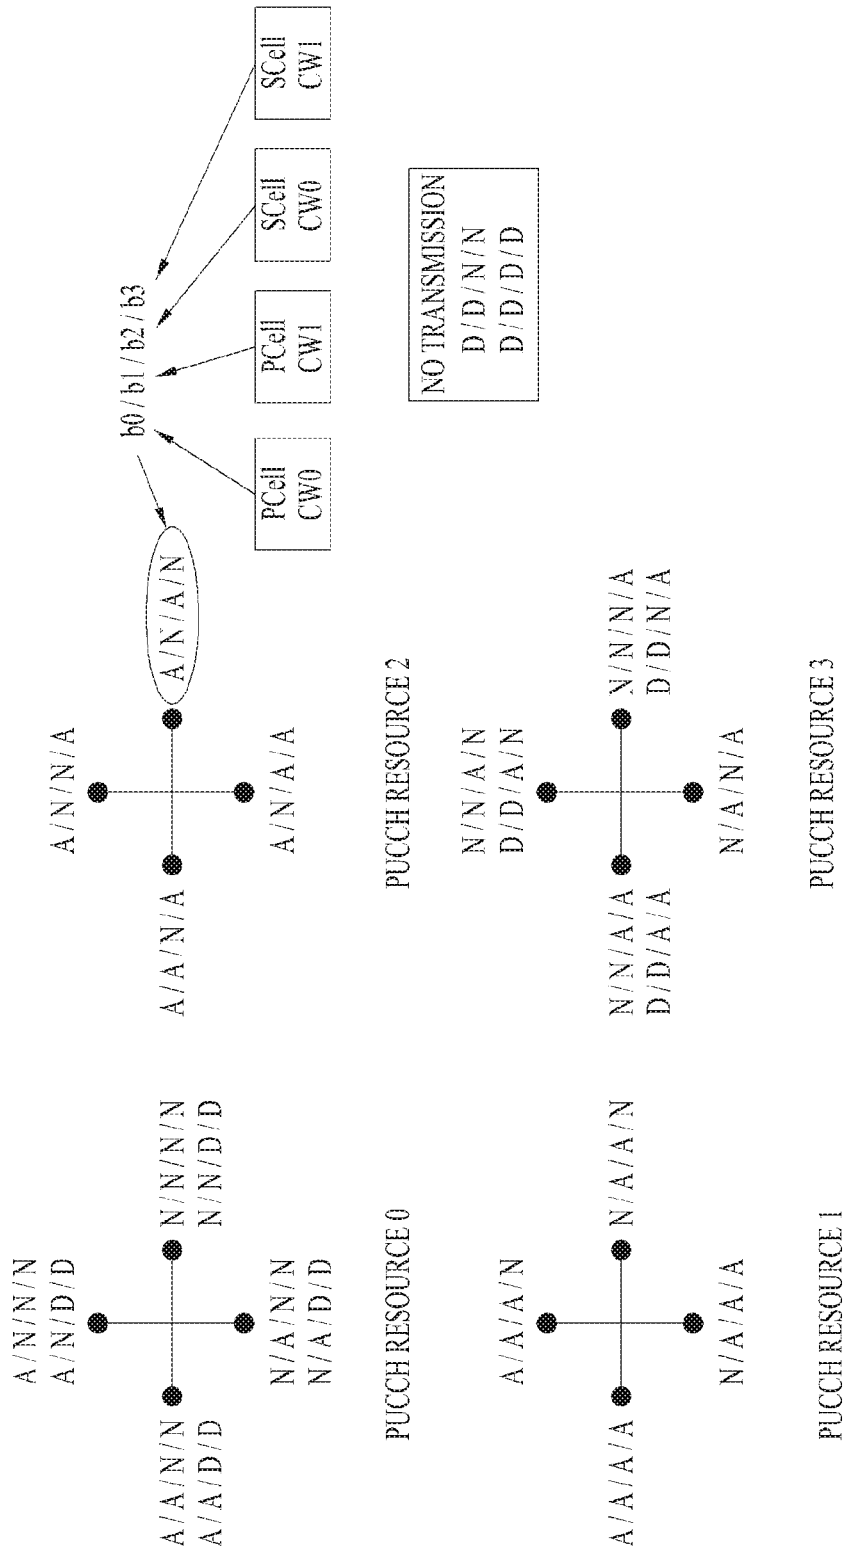 A/N/N/N
A/N/D/D
A/A/N/N
A/A/D/D
N/N/N/N
N/N/D/D
N/A/N/N
N/A/D/D
PUCCH RESOURCE 0
A/N/N/A
A/A/N/A
A/N/A/N
A/N/A/A
PUCCH RESOURCE 2
b0/b1/b2/b3
PCell
CW0
PCell
CW1
SCell
CW0
SCell
CW1
A/A/A/N
A/A/A/A
N/A/A/N
N/A/A/A
PUCCH RESOURCE 1
N/N/A/N
D/D/A/N
N/N/A/A
D/D/A/A
N/N/N/A
D/D/N/A
N/A/N/A
PUCCH RESOURCE 3
NO TRANSMISSION
D/D/N/N
D/D/D/D